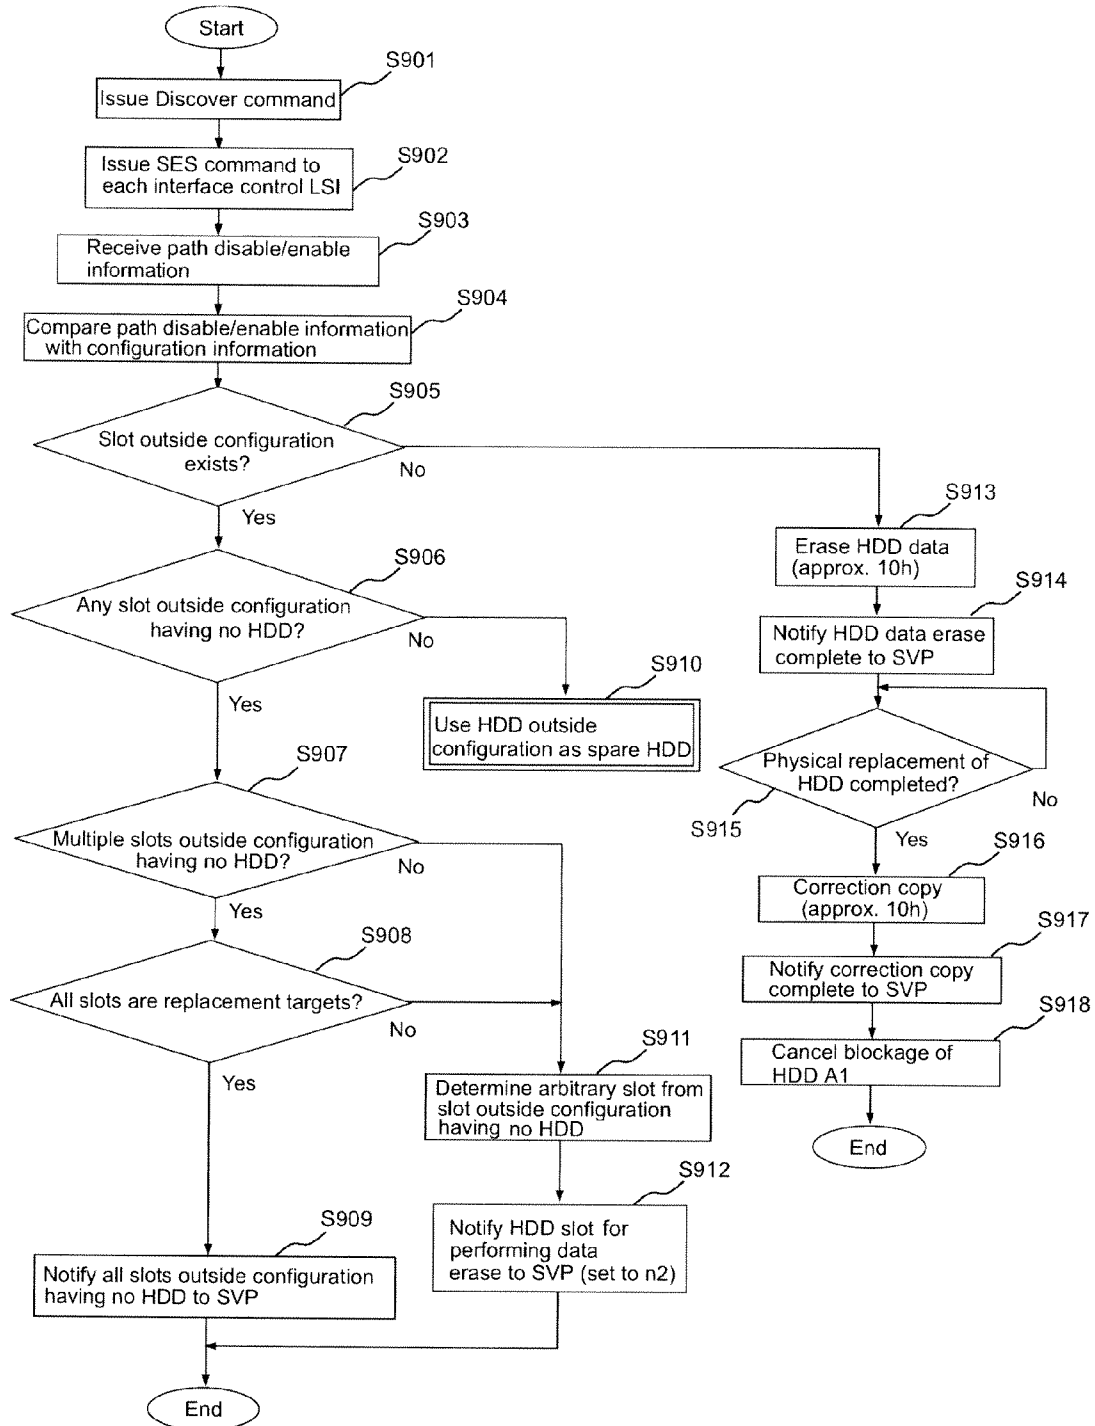 Start
S901
Issue Discover command
S902
Issue SES command to
each interface control LSI
S903
Receive path disable/enable
information
S904
Compare path disable/enable information
with configuration information
S905
Slot outside configuration
exists?
No
Yes
S906
Any slot outside configuration
having no HDD?
No
Yes
S910
Use HDD outside
configuration as spare HDD
S907
Multiple slots outside configuration
having no HDD?
No
Yes
S908
All slots are replacement targets?
No
Yes
S911
Determine arbitrary slot from
slot outside configuration
having no HDD
S912
Notify HDD slot for
performing data
erase to SVP (set to n2)
S909
Notify all slots outside configuration
having no HDD to SVP
End
S913
Erase HDD data
(approx. 10h)
S914
Notify HDD data erase
complete to SVP
Physical replacement of
HDD completed?
No
S915
Yes
S916
Correction copy
(approx. 10h)
S917
Notify correction copy
complete to SVP
S918
Cancel blockage of
HDD A1
End